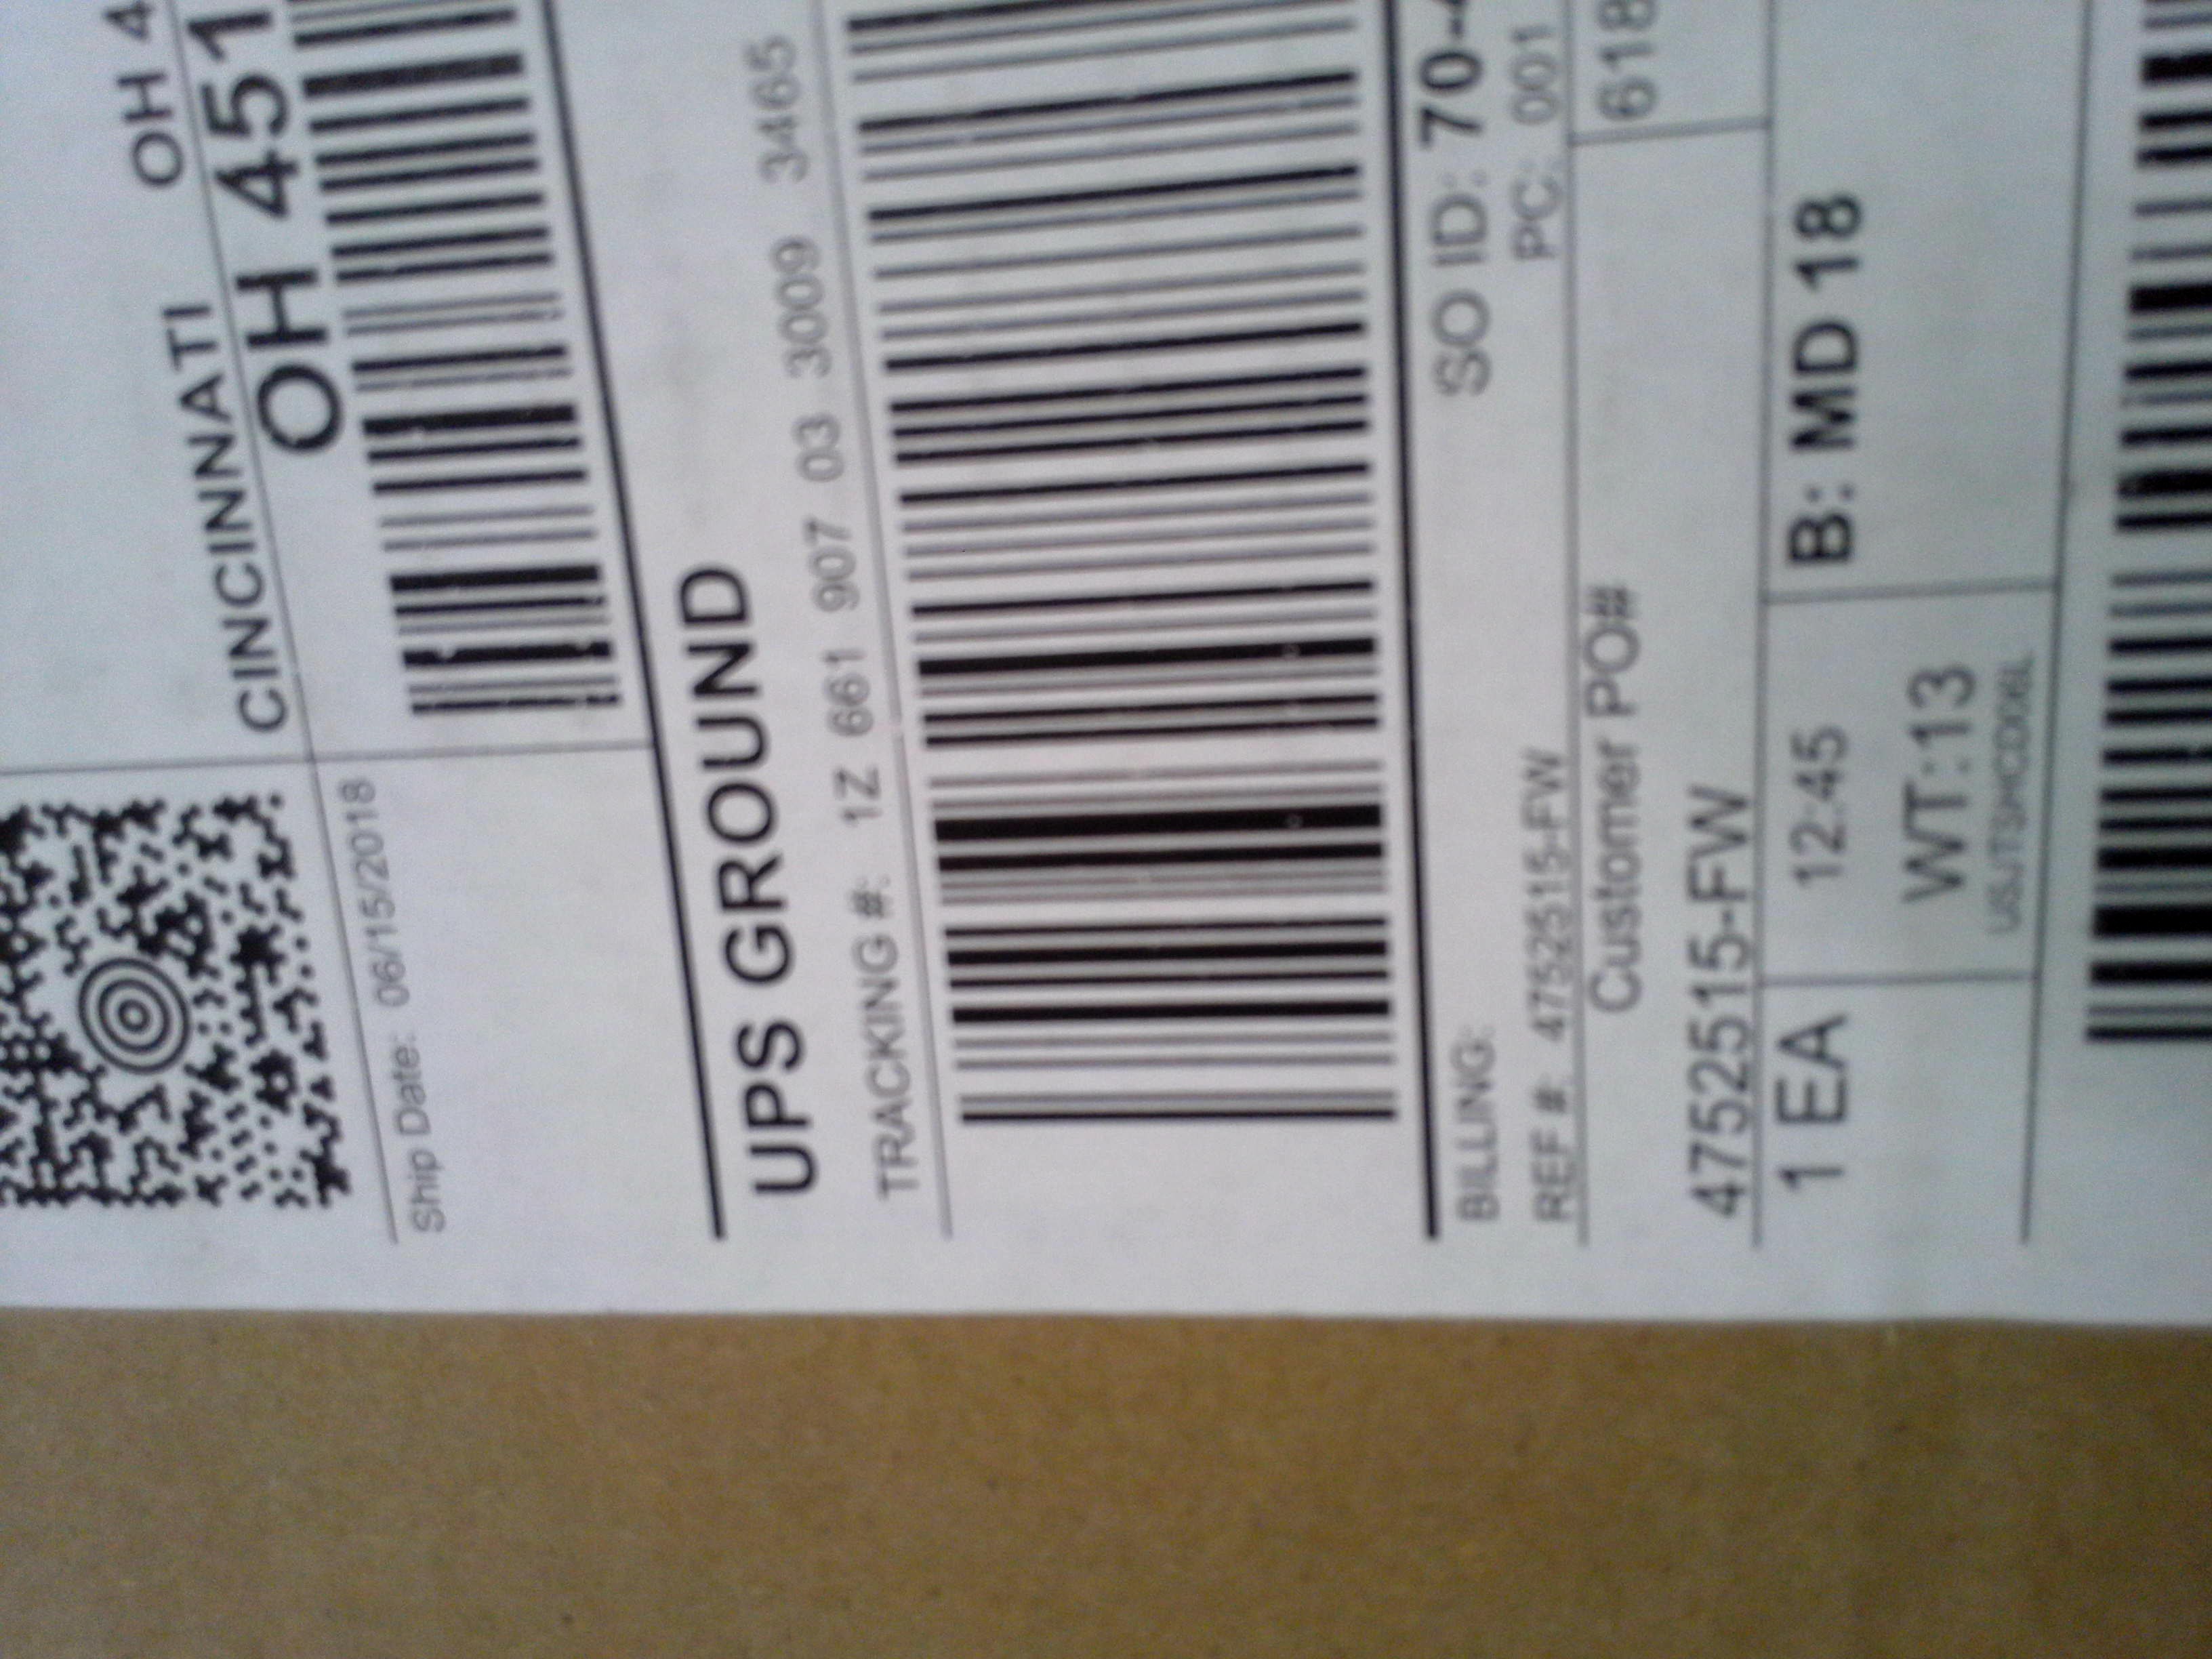 CINCINNATI OH 4
OH 451
Ship Date: 06/15/2018
UPS GROUND
TRACKING #: 1Z 661 907 03 30009 3465
BILLING:
SO ID: 70-4
REF #: 4752515-FW
PC: 001
Customer PO#
618
4752515-FW
1 EA
12:45
B: MD 18
WT:13